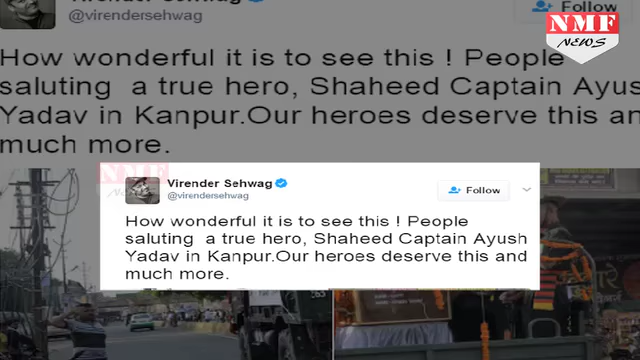 Virender Sehwag
@virendersehwag
Follow
NMF
NEWS
How wonderful it is to see this ! People
saluting a true hero, Shaheed Captain Ayus
Yadav in Kanpur.Our heroes deserve this an
much more.
NMF
Virender Sehwag
@virendersehwag
Follow
How wonderful it is to see this ! People
saluting a true hero, Shaheed Captain Ayush
Yadav in Kanpur.Our heroes deserve this and
much more.